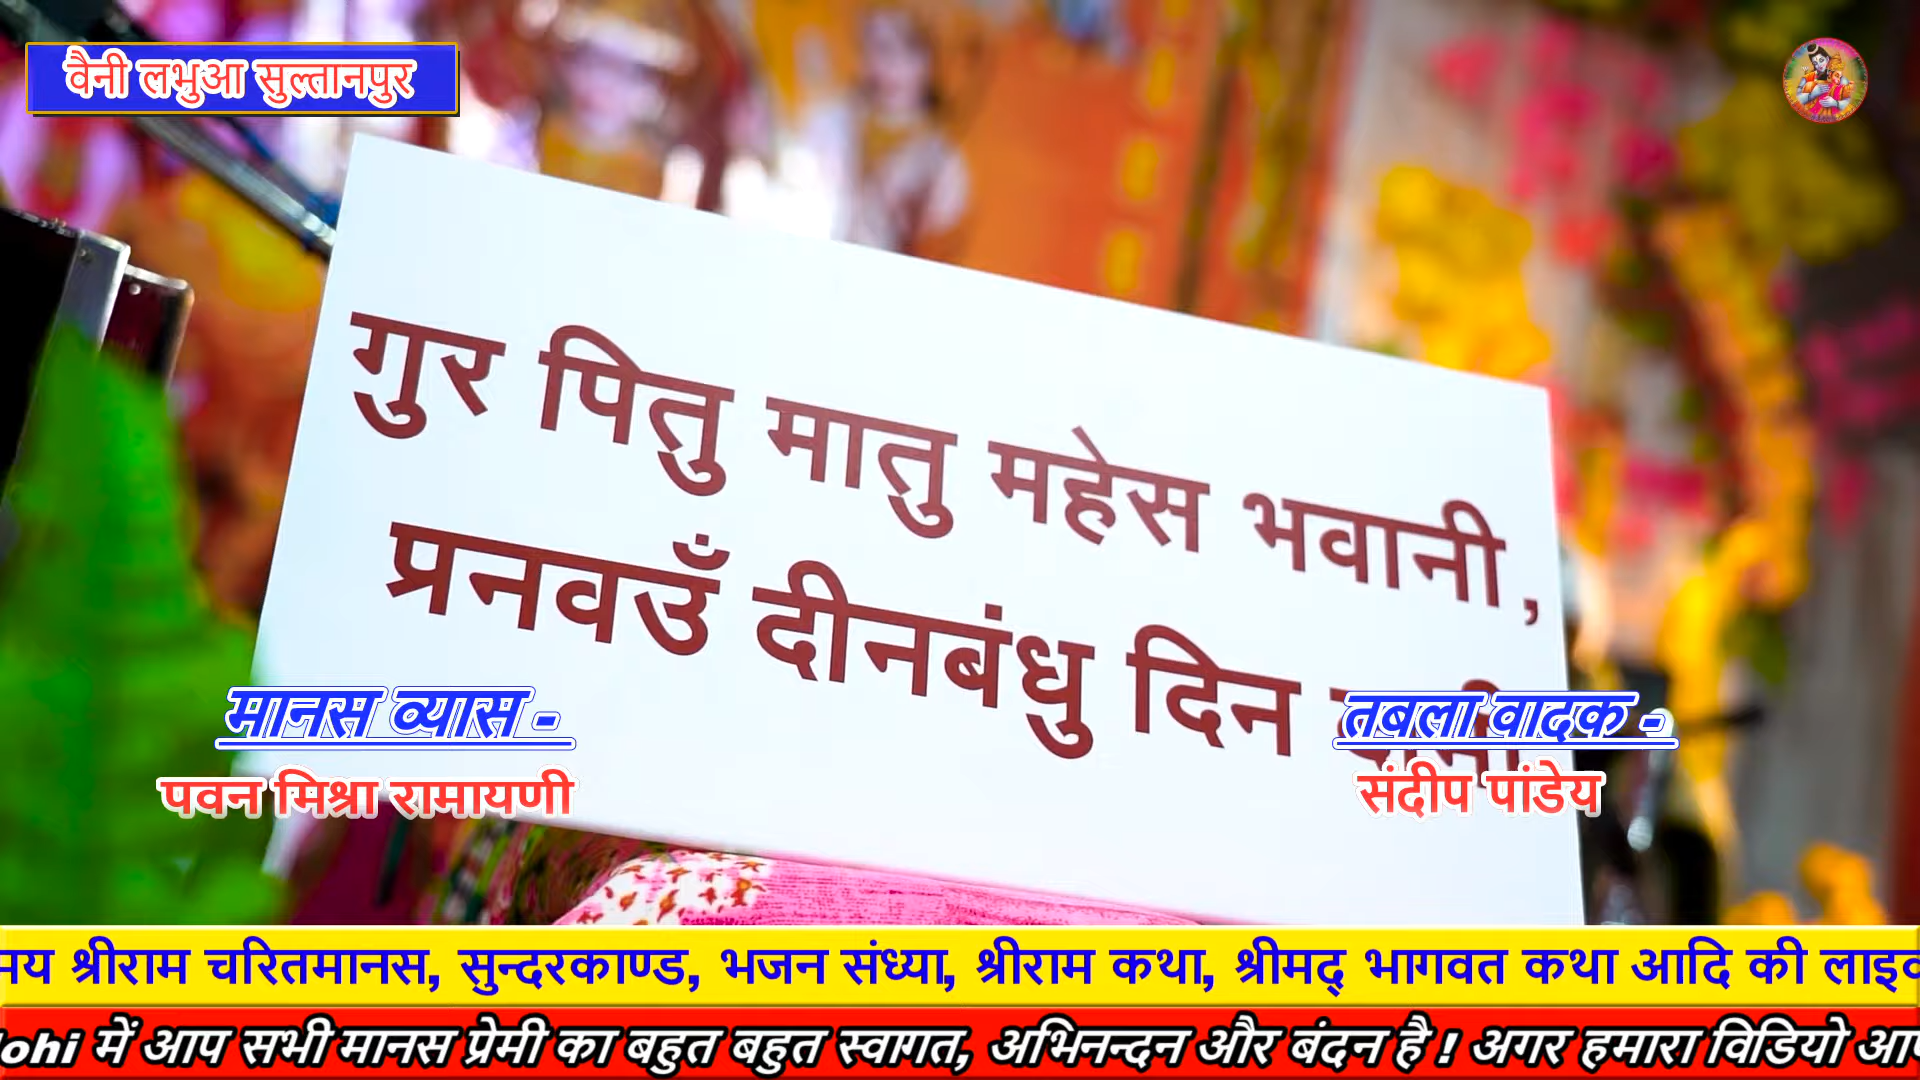 वैनी लभुआ सुल्तानपुर
गुर पितु मातु महेस भवानी,
प्रनवउँ दीनबंधु दिन
मानस व्यास -
पवन मिश्रा रामायणी
तबला वादक -
संदीप पांडेय
श्रीराम चरितमानस, सुन्दरकाण्ड, भजन संध्या, श्रीराम कथा, श्रीमद् भागवत कथा आदि की
में आप सभी मानस प्रेमी का बहुत बहुत स्वागत, अभिनन्दन और बंदन है ! अगर हमारा विडियो